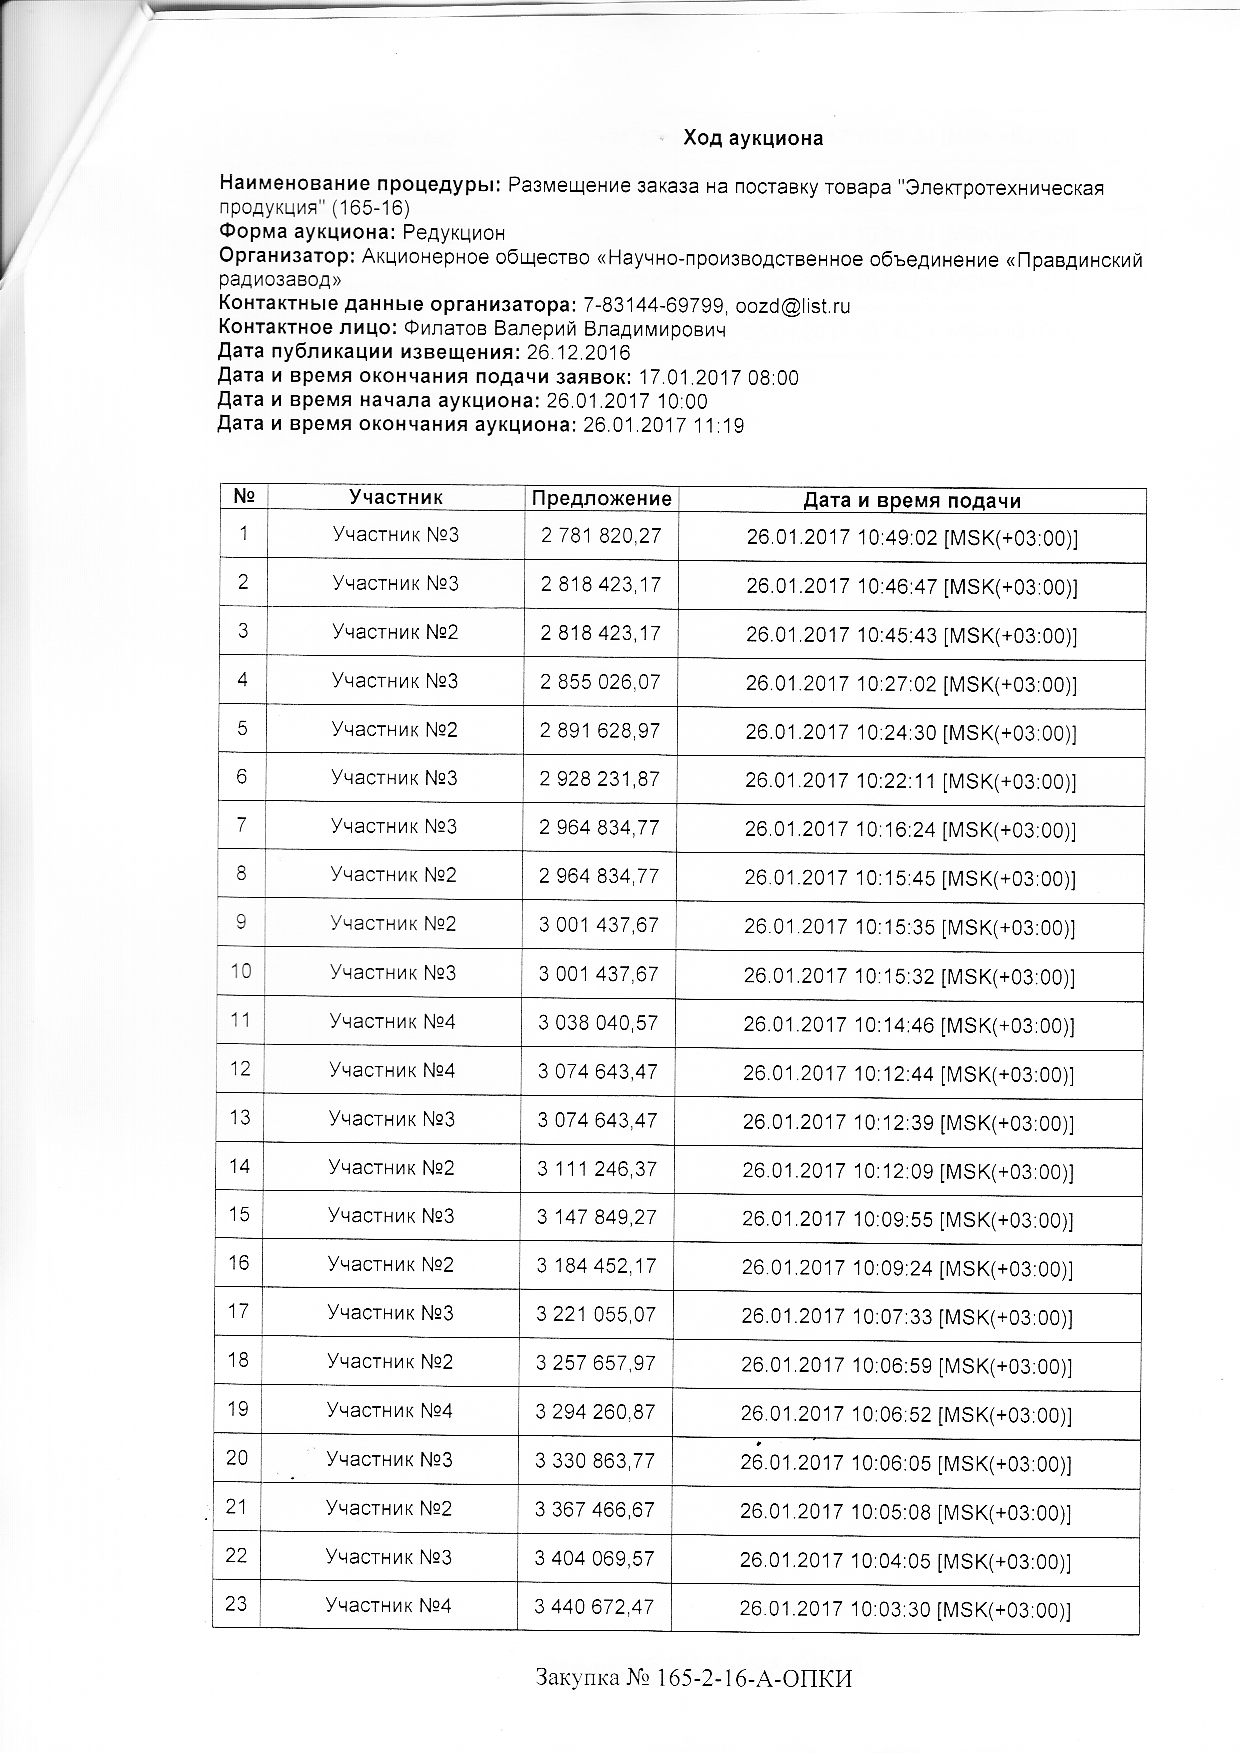 Ход аукциона
Наименование процедуры: Размещение заказа на поставку товара "Электротехническая
продукция" (165-16)
Форма аукциона: Редукцион
Организатор: Акционерное общество «Научно-производственное объединение «Правдинский
радиозавод»
Контактные данные организатора: 7-83144-69799, oozd@list.ru
Контактное лицо: Филатов Валерий Владимирович
Дата публикации извещения: 26.12.2016
Дата и время окончания подачи заявок: 17.01.2017 08:00
Дата и время начала аукциона: 26.01.2017 10:00
Дата и время окончания аукциона: 26.01.2017 11:19
№ Участник Предложение Дата и время подачи
1 Участник №3 2 781 820,27 26.01.2017 10:49:02 [MSK(+03:00)]
2 Участник №3 2 818 423,17 26.01.2017 10:46:47 [MSK(+03:00)]
3 Участник №2 2 818 423,17 26.01.2017 10:45:43 [MSK(+03:00)]
4 Участник №3 2 855 026,07 26.01.2017 10:27:02 [MSK(+03:00)]
5 Участник №2 2 891 628,97 26.01.2017 10:24:30 [MSK(+03:00)]
6 Участник №3 2 928 231,87 26.01.2017 10:22:11 [MSK(+03:00)]
7 Участник №3 2 964 834,77 26.01.2017 10:16:24 [MSK(+03:00)]
8 Участник №2 2 964 834,77 26.01.2017 10:15:45 [MSK(+03:00)]
9 Участник №2 3 001 437,67 26.01.2017 10:15:35 [MSK(+03:00)]
10 Участник №3 3 001 437,67 26.01.2017 10:15:32 [MSK(+03:00)]
11 Участник №4 3 038 040,57 26.01.2017 10:14:46 [MSK(+03:00)]
12 Участник №4 3 074 643,47 26.01.2017 10:12:44 [MSK(+03:00)]
13 Участник №3 3 074 643,47 26.01.2017 10:12:39 [MSK(+03:00)]
14 Участник №2 3 111 246,37 26.01.2017 10:12:09 [MSK(+03:00)]
15 Участник №3 3 147 849,27 26.01.2017 10:09:55 [MSK(+03:00)]
16 Участник №2 3 184 452,17 26.01.2017 10:09:24 [MSK(+03:00)]
17 Участник №3 3 221 055,07 26.01.2017 10:07:33 [MSK(+03:00)]
18 Участник №2 3 257 657,97 26.01.2017 10:06:59 [MSK(+03:00)]
19 Участник №4 3 294 260,87 26.01.2017 10:06:52 [MSK(+03:00)]
20 Участник №3 3 330 863,77 26.01.2017 10:06:05 [MSK(+03:00)]
21 Участник №2 3 367 466,67 26.01.2017 10:05:08 [MSK(+03:00)]
22 Участник №3 3 404 069,57 26.01.2017 10:04:05 [MSK(+03:00)]
23 Участник №4 3 440 672,47 26.01.2017 10:03:30 [MSK(+03:00)]
Закупка № 165-2-16-А-ОПКИ